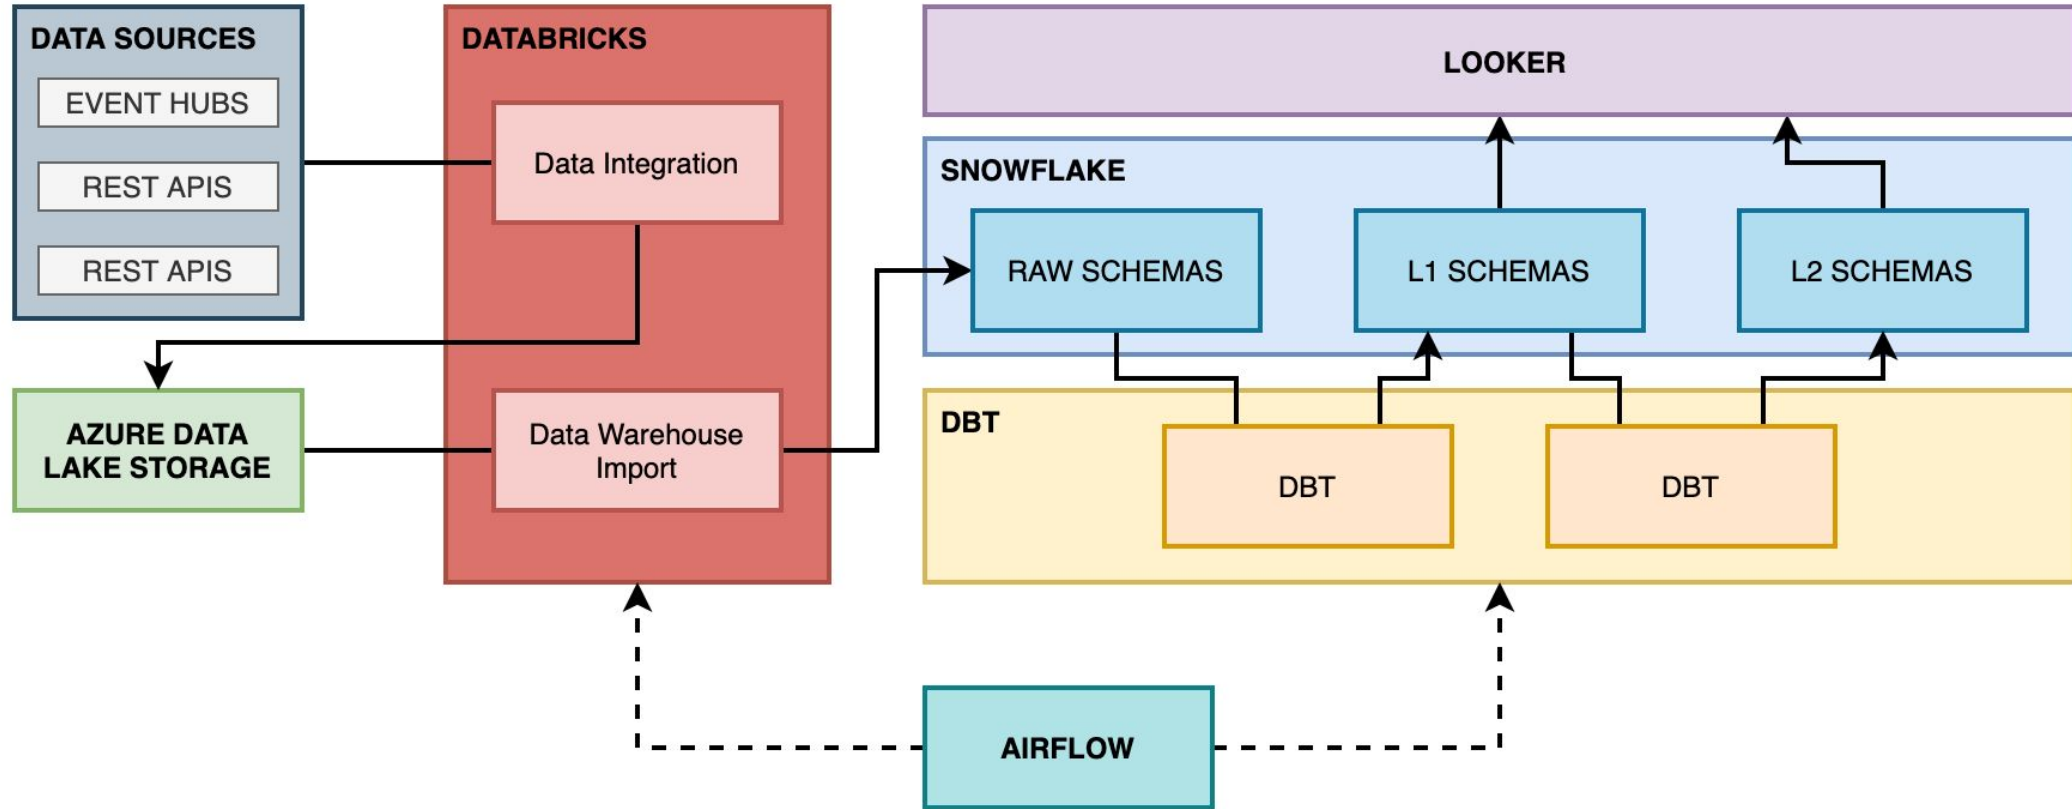 DATA SOURCES
EVENT HUBS
REST APIS
REST APIS
AZURE DATA
LAKE STORAGE
DATABRICKS
Data Integration
Data Warehouse
Import
LOOKER
SNOWFLAKE
RAW SCHEMAS
L1 SCHEMAS
L2 SCHEMAS
DBT
DBT
DBT
AIRFLOW